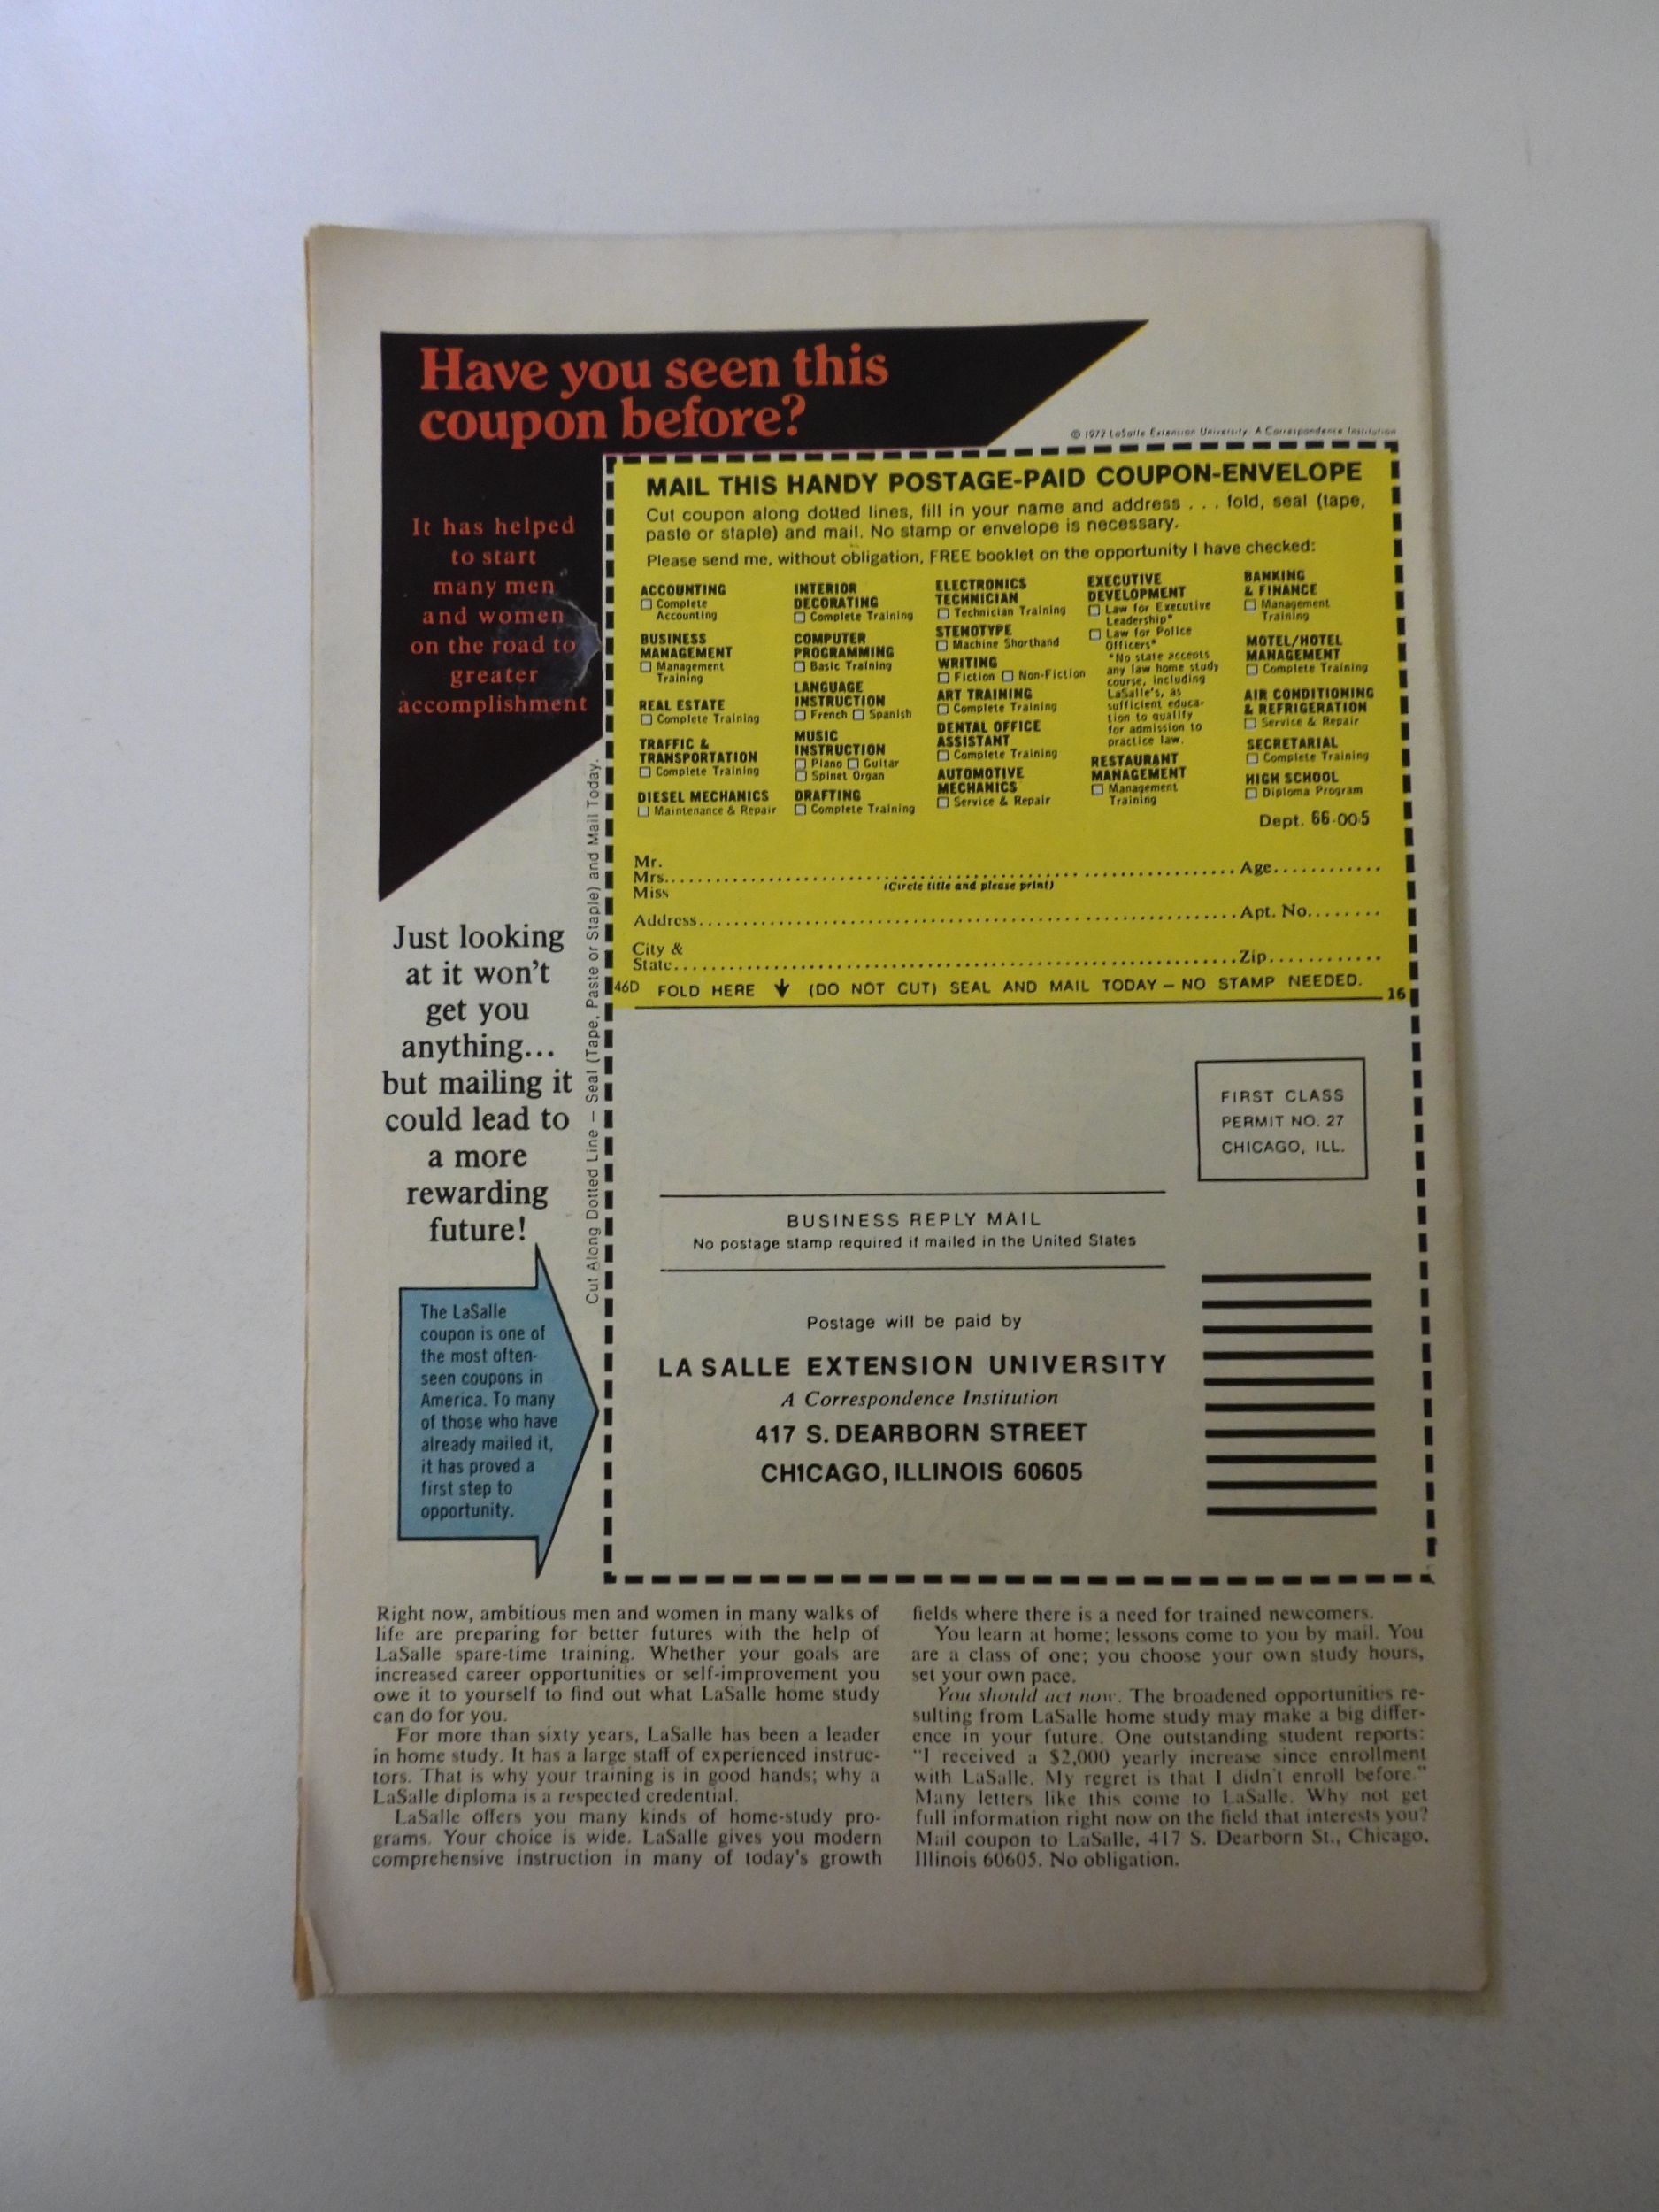 Have you seen this
coupon before?
© 1972 LaSalle Extension University, A Correspondence Institution
It has helped
to start
many men
and women
on the road to
greater
accomplishment
Just looking
at it won't
get you
anything...
but mailing it
could lead to
a more
rewarding
future!
The LaSalle
coupon is one of
the most often-
seen coupons in
America. To many
of those who have
already mailed it,
it has proved a
first step to
opportunity.
Cut Along Dotted Line — Seal (Tape, Paste or Staple) and Mail Today.
MAIL THIS HANDY POSTAGE-PAID COUPON-ENVELOPE
Cut coupon along dotted lines, fill in your name and address . . . fold, seal (tape,
paste or staple) and mail. No stamp or envelope is necessary.
Please send me, without obligation, FREE booklet on the opportunity I have checked:
ACCOUNTING
☐ Complete
Accounting
BUSINESS
MANAGEMENT
☐ Management
Training
REAL ESTATE
☐ Complete Training
TRAFFIC &
TRANSPORTATION
☐ Complete Training
DIESEL MECHANICS
☐ Maintenance & Repair
INTERIOR
DECORATING
☐ Complete Training
COMPUTER
PROGRAMMING
☐ Basic Training
LANGUAGE
INSTRUCTION
☐ French ☐ Spanish
MUSIC
INSTRUCTION
☐ Piano ☐ Guitar
☐ Spinet Organ
DRAFTING
☐ Complete Training
ELECTRONICS
TECHNICIAN
☐ Technician Training
STENOTYPE
☐ Machine Shorthand
WRITING
☐ Fiction ☐ Non-Fiction
ART TRAINING
☐ Complete Training
DENTAL OFFICE
ASSISTANT
☐ Complete Training
AUTOMOTIVE
MECHANICS
☐ Service & Repair
EXECUTIVE
DEVELOPMENT
☐ Law for Executive
Leadership*
☐ Law for Police
Officers*
*No state accepts
any law home study
course, including
LaSalle's, as
sufficient educa-
tion to qualify
for admission to
practice law.
RESTAURANT
MANAGEMENT
☐ Management
Training
BANKING
& FINANCE
☐ Management
Training
MOTEL/HOTEL
MANAGEMENT
☐ Complete Training
AIR CONDITIONING
& REFRIGERATION
☐ Service & Repair
SECRETARIAL
☐ Complete Training
HIGH SCHOOL
☐ Diploma Program
Dept. 66-005
Mr.
Mrs. Age
Miss (Circle title and please print)
Address Apt. No.
City &
State Zip
46D FOLD HERE ↓ (DO NOT CUT) SEAL AND MAIL TODAY — NO STAMP NEEDED. 16
FIRST CLASS
PERMIT NO. 27
CHICAGO, ILL.
BUSINESS REPLY MAIL
No postage stamp required if mailed in the United States
Postage will be paid by
LA SALLE EXTENSION UNIVERSITY
A Correspondence Institution
417 S. DEARBORN STREET
CHICAGO, ILLINOIS 60605
Right now, ambitious men and women in many walks of
life are preparing for better futures with the help of
LaSalle spare-time training. Whether your goals are
increased career opportunities or self-improvement you
owe it to yourself to find out what LaSalle home study
can do for you.
For more than sixty years, LaSalle has been a leader
in home study. It has a large staff of experienced instruc-
tors. That is why your training is in good hands; why a
LaSalle diploma is a respected credential.
LaSalle offers you many kinds of home-study pro-
grams. Your choice is wide. LaSalle gives you modern
comprehensive instruction in many of today's growth
fields where there is a need for trained newcomers.
You learn at home; lessons come to you by mail. You
are a class of one; you choose your own study hours,
set your own pace.
You should act now. The broadened opportunities re-
sulting from LaSalle home study may make a big differ-
ence in your future. One outstanding student reports:
"I received a $2,000 yearly increase since enrollment
with LaSalle. My regret is that I didn't enroll before."
Many letters like this come to LaSalle. Why not get
full information right now on the field that interests you?
Mail coupon to LaSalle, 417 S. Dearborn St., Chicago,
Illinois 60605. No obligation.